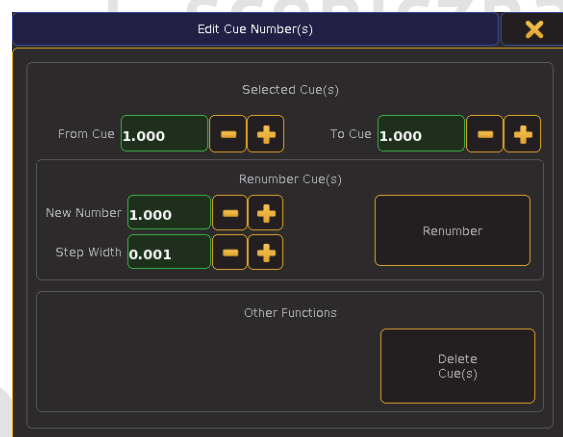 Edit Cue Number(s)
Selected Cue(s)
From Cue 1.000 To Cue 1.000
Renumber Cue(s)
New Number 1.000
Renumber
Step Width 0.001
Other Functions
Delete
Cue(s)